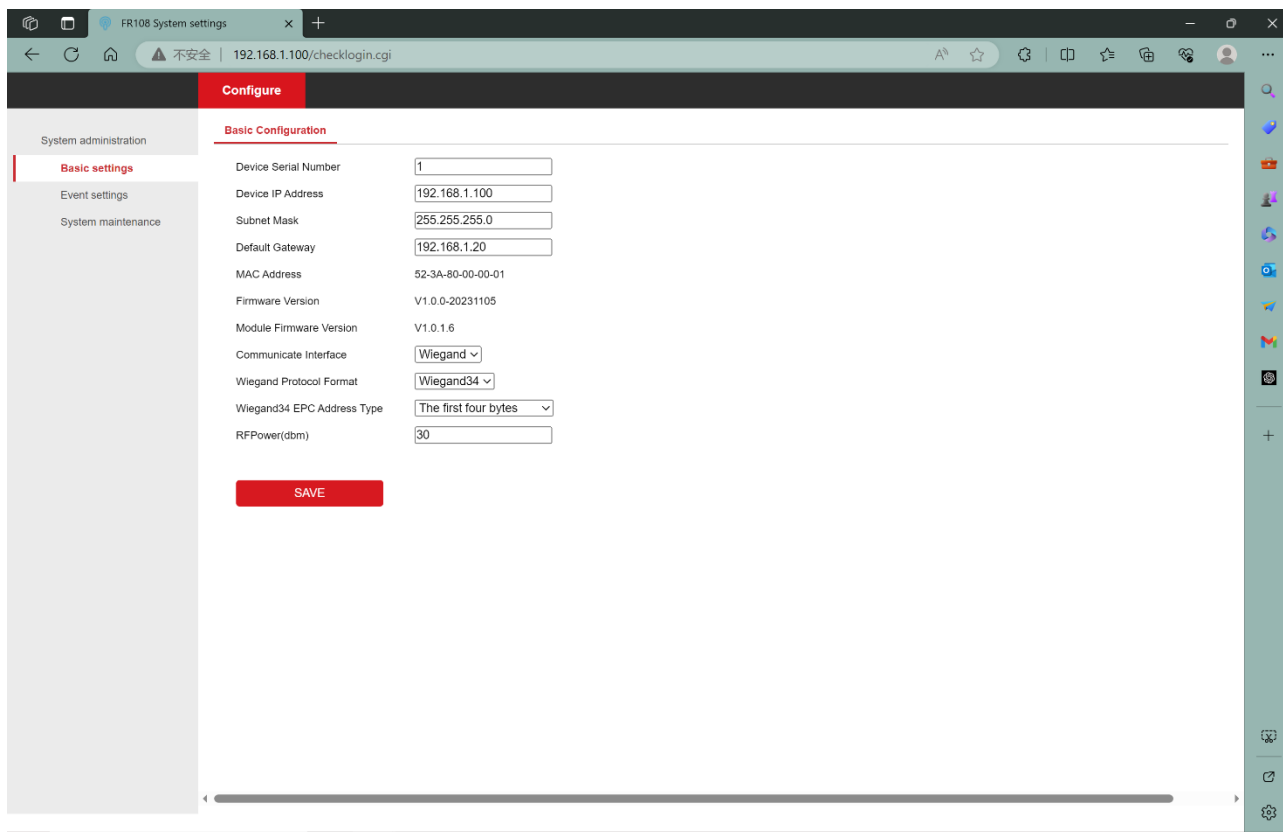 FR108 System settings
不安全 192.168.1.100/checklogin.cgi
Configure
System administration
Basic settings
Event settings
System maintenance
Basic Configuration
Device Serial Number 1
Device IP Address 192.168.1.100
Subnet Mask 255.255.255.0
Default Gateway 192.168.1.20
MAC Address 52-3A-80-00-00-01
Firmware Version V1.0.0-20231105
Module Firmware Version V1.0.1.6
Communicate Interface Wiegand
Wiegand Protocol Format Wiegand34
Wiegand34 EPC Address Type The first four bytes
RFPower(dbm) 30
SAVE